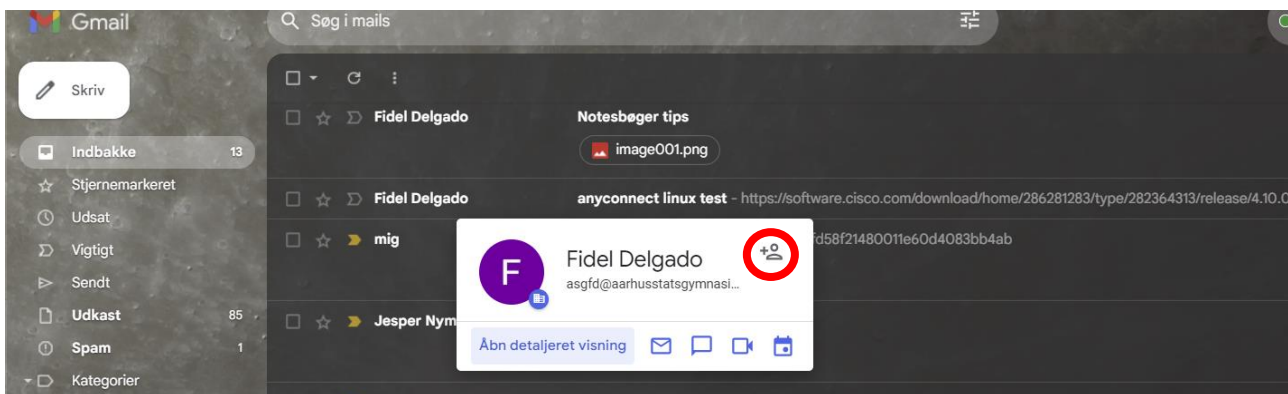 Gmail
Søg i mails
Skriv
Fidel Delgado Notesbøger tips
image001.png
Indbakke 13
Stjernemarkeret
Fidel Delgado anyconnect linux test - https://software.cisco.com/download/home/286281283/type/282364313/release/4.10.0
Udsat
mig fd58f21480011e60d4083bb4ab
Vigtigt
F
Fidel Delgado
asgfd@aarhusstatsgymnasi...
Sendt
Udkast 85
Jesper Nym
Spam 1
Åbn detaljeret visning
Kategorier